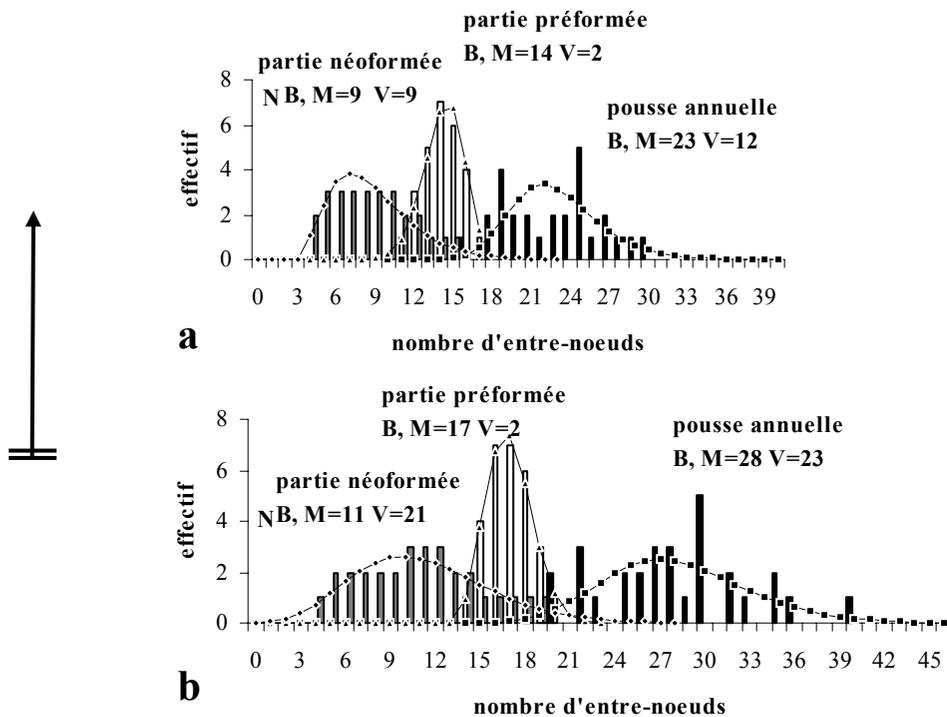 partie préformée
B, M=14 V=2
partie néoformée
N B, M=9 V=9
pousse annuelle
B, M=23 V=12
effectif
8
6
4
2
0
0 3 6 9 12 15 18 21 24 27 30 33 36 39
a
nombre d'entre-noeuds
partie préformée
B, M=17 V=2
pousse annuelle
B, M=28 V=23
partie néoformée
NB, M=11 V=21
effectif
8
6
4
2
0
0 3 6 9 12 15 18 21 24 27 30 33 36 39 42 45
b
nombre d'entre-noeuds